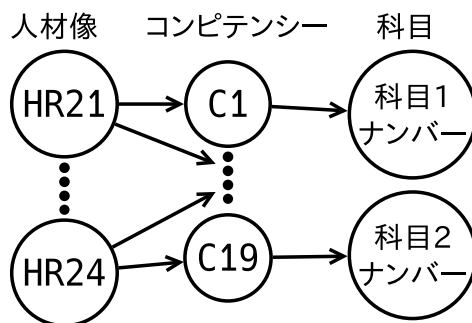 人材像
コンピテンシー
科目
HR21
C1
科目1
ナンバー
HR24
C19
科目2
ナンバー